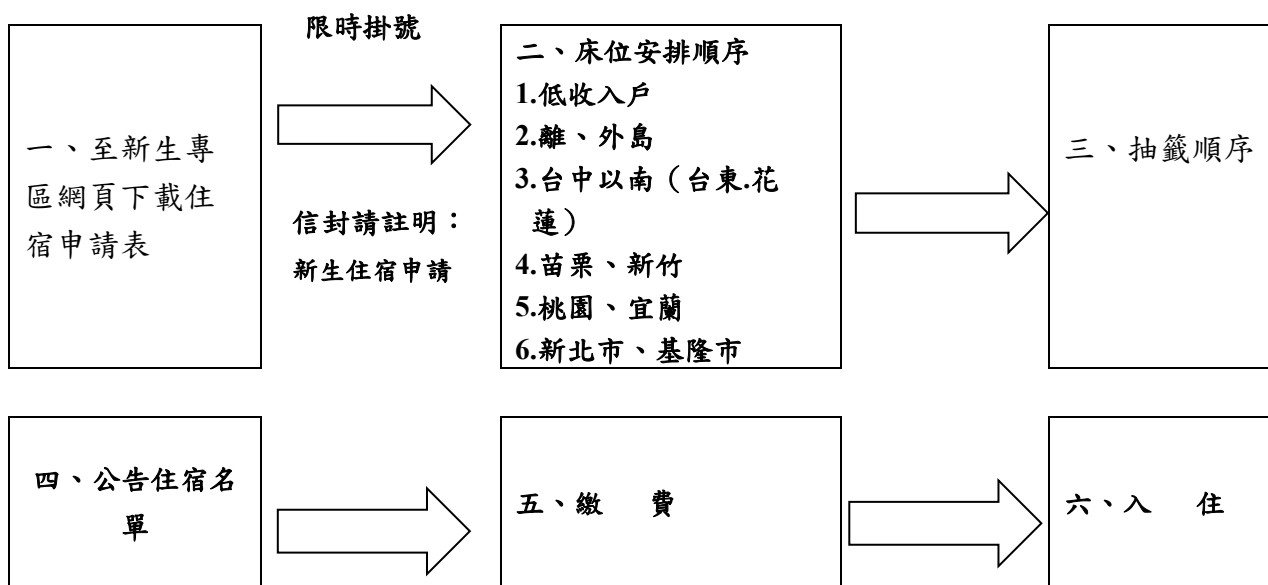 一、至新生專
區網頁下載住
宿申請表
限時掛號
信封請註明：
新生住宿申請
二、床位安排順序
1.低收入戶
2.離、外島
3.台中以南（台東.花
蓮）
4.苗栗、新竹
5.桃園、宜蘭
6.新北市、基隆市
三、抽籤順序
四、公告住宿名
單
五、繳 費
六、入 住